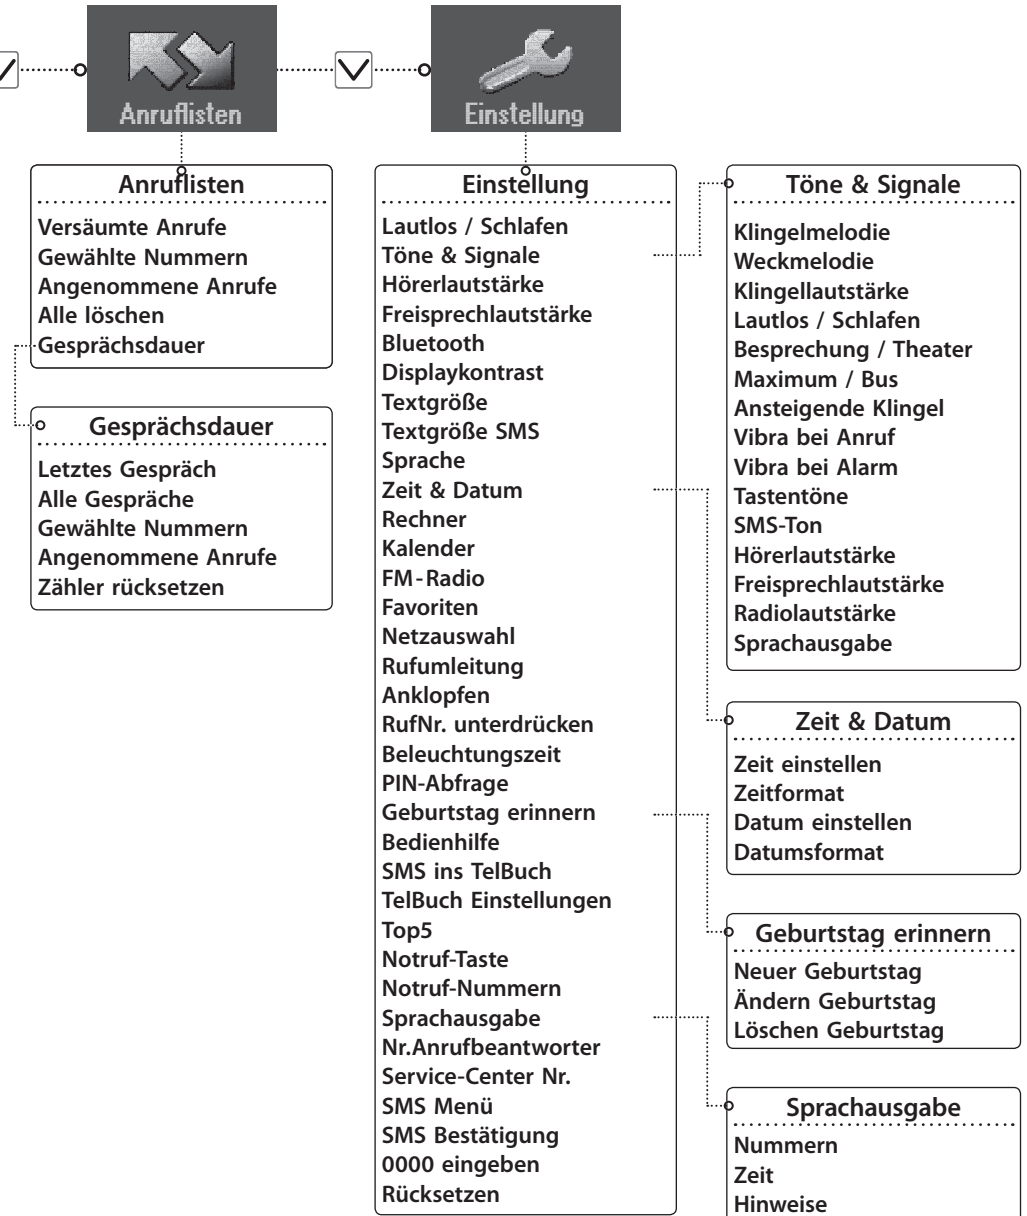 Anruflisten
Einstellung
Anruflisten
Versäumte Anrufe
Gewählte Nummern
Angenommene Anrufe
Alle löschen
Gesprächsdauer
Gesprächsdauer
Letztes Gespräch
Alle Gespräche
Gewählte Nummern
Angenommene Anrufe
Zähler rücksetzen
Einstellung
Lautlos / Schlafen
Töne & Signale
Hörerlautstärke
Freisprechlautstärke
Bluetooth
Displaykontrast
Textgröße
Textgröße SMS
Sprache
Zeit & Datum
Rechner
Kalender
FM-Radio
Favoriten
Netzauswahl
Rufumleitung
Anklopfen
RufNr. unterdrücken
Beleuchtungszeit
PIN-Abfrage
Geburtstag erinnern
Bedienhilfe
SMS ins TelBuch
TelBuch Einstellungen
Top5
Notruf-Taste
Notruf-Nummern
Sprachausgabe
Nr.Anrufbeantworter
Service-Center Nr.
SMS Menü
SMS Bestätigung
0000 eingeben
Rücksetzen
Töne & Signale
Klingelmelodie
Weckmelodie
Klingellautstärke
Lautlos / Schlafen
Besprechung / Theater
Maximum / Bus
Ansteigende Klingel
Vibra bei Anruf
Vibra bei Alarm
Tastentöne
SMS-Ton
Hörerlautstärke
Freisprechlautstärke
Radiolautstärke
Sprachausgabe
Zeit & Datum
Zeit einstellen
Zeitformat
Datum einstellen
Datumsformat
Geburtstag erinnern
Neuer Geburtstag
Ändern Geburtstag
Löschen Geburtstag
Sprachausgabe
Nummern
Zeit
Hinweise